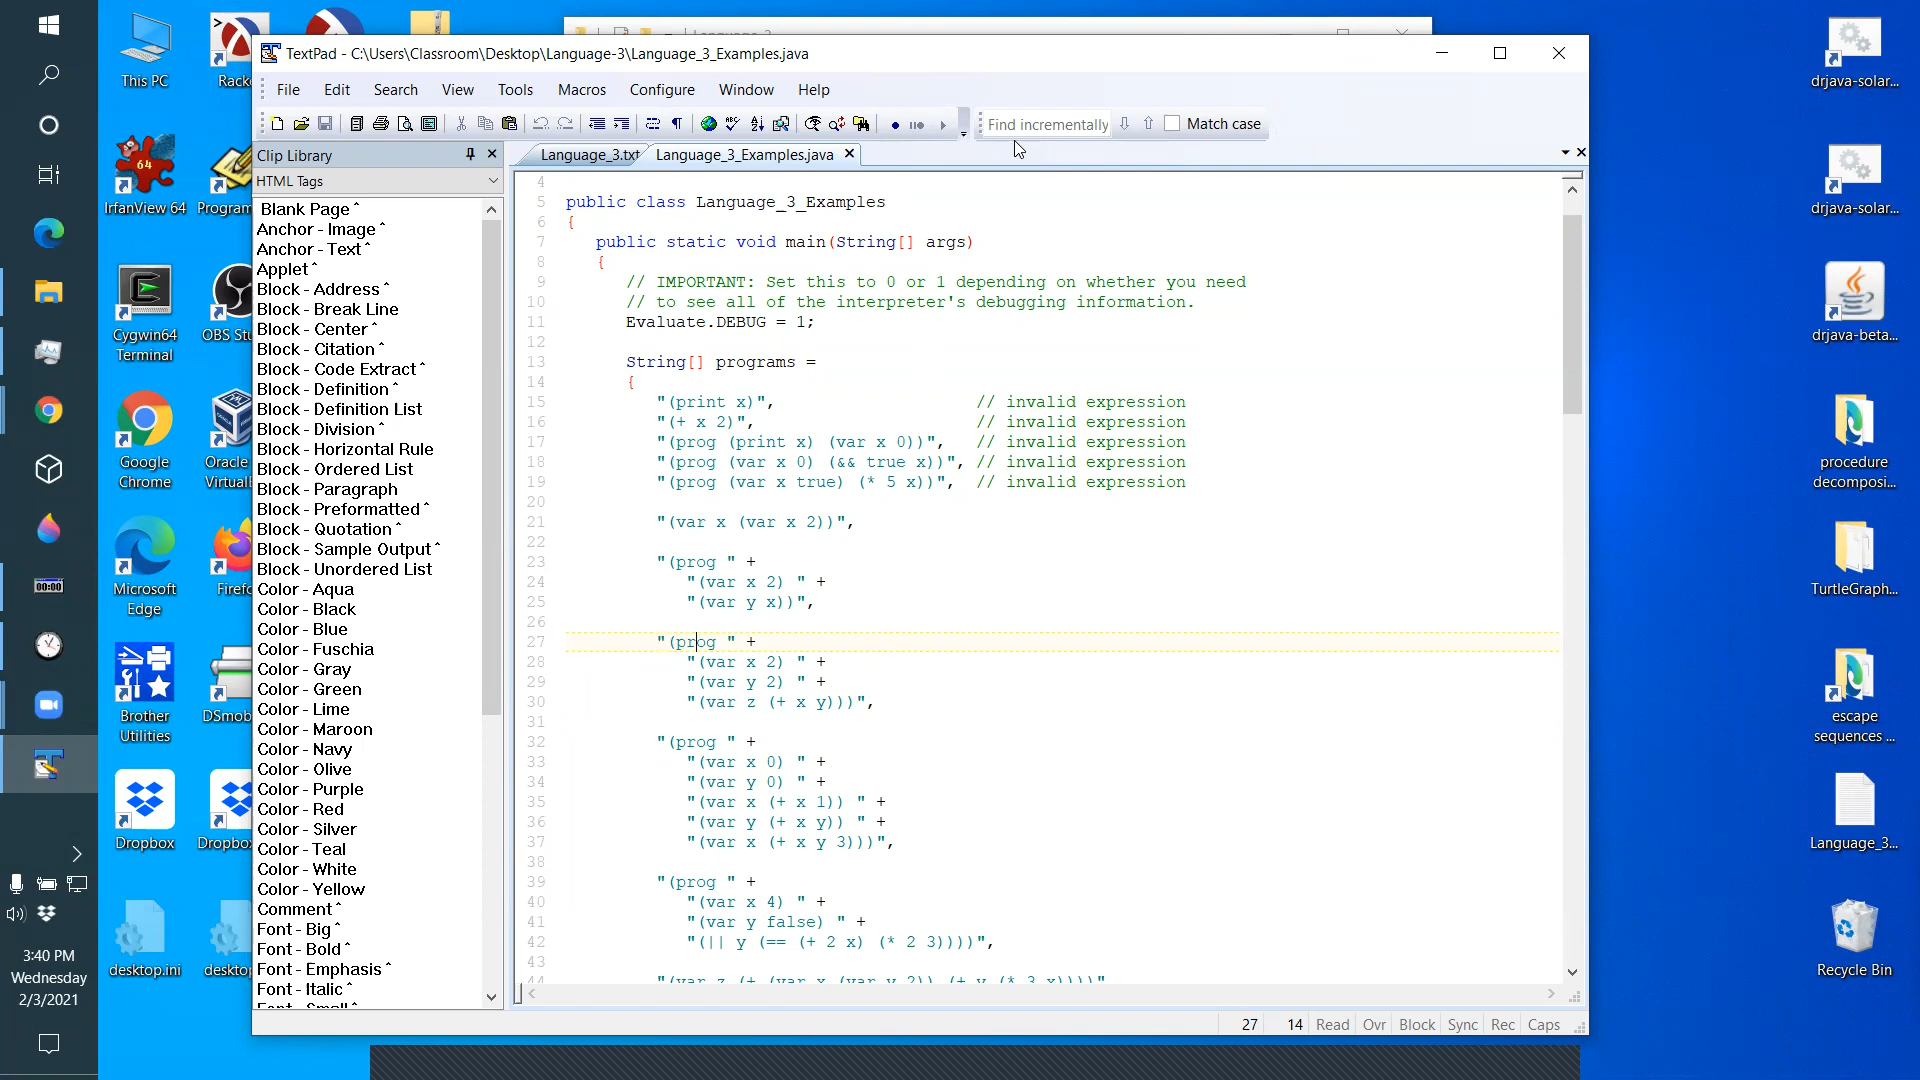 This PC
Racke
IrfanView 64
Program
Cygwin64 Terminal
OBS Stu
Google Chrome
Oracle VirtualB
Microsoft Edge
Firefo
Brother Utilities
DSmob
Dropbox
Dropbox
desktop.ini
desktop
00:00
3:40 PM
Wednesday
2/3/2021
TextPad - C:\Users\Classroom\Desktop\Language-3\Language_3_Examples.java
File Edit Search View Tools Macros Configure Window Help
Find incrementally Match case
Clip Library
HTML Tags
Blank Page ^
Anchor - Image ^
Anchor - Text ^
Applet ^
Block - Address ^
Block - Break Line
Block - Center ^
Block - Citation ^
Block - Code Extract ^
Block - Definition ^
Block - Definition List
Block - Division ^
Block - Horizontal Rule
Block - Ordered List
Block - Paragraph
Block - Preformatted ^
Block - Quotation ^
Block - Sample Output ^
Block - Unordered List
Color - Aqua
Color - Black
Color - Blue
Color - Fuschia
Color - Gray
Color - Green
Color - Lime
Color - Maroon
Color - Navy
Color - Olive
Color - Purple
Color - Red
Color - Silver
Color - Teal
Color - White
Color - Yellow
Comment ^
Font - Big ^
Font - Bold ^
Font - Emphasis ^
Font - Italic ^
Font - Small ^
Language_3.txt Language_3_Examples.java
4
5 public class Language_3_Examples
6 {
7 public static void main(String[] args)
8 {
9 // IMPORTANT: Set this to 0 or 1 depending on whether you need
10 // to see all of the interpreter's debugging information.
11 Evaluate.DEBUG = 1;
12
13 String[] programs =
14 {
15 "(print x)", // invalid expression
16 "(+ x 2)", // invalid expression
17 "(prog (print x) (var x 0))", // invalid expression
18 "(prog (var x 0) (&& true x))", // invalid expression
19 "(prog (var x true) (* 5 x))", // invalid expression
20
21 "(var x (var x 2))",
22
23 "(prog " +
24 "(var x 2) " +
25 "(var y x))",
26
27 "(prog " +
28 "(var x 2) " +
29 "(var y 2) " +
30 "(var z (+ x y)))",
31
32 "(prog " +
33 "(var x 0) " +
34 "(var y 0) " +
35 "(var x (+ x 1)) " +
36 "(var y (+ x y)) " +
37 "(var x (+ x y 3)))",
38
39 "(prog " +
40 "(var x 4) " +
41 "(var y false) " +
42 "(|| y (== (+ 2 x) (* 2 3))))",
43
44 "(var z (+ (var x (var y 2)) (+ y (* 3 x))))"
27 14 Read Ovr Block Sync Rec Caps
drjava-solar...
drjava-solar...
drjava-beta...
procedure decomposi...
TurtleGraph...
escape sequences ...
Language_3...
Recycle Bin